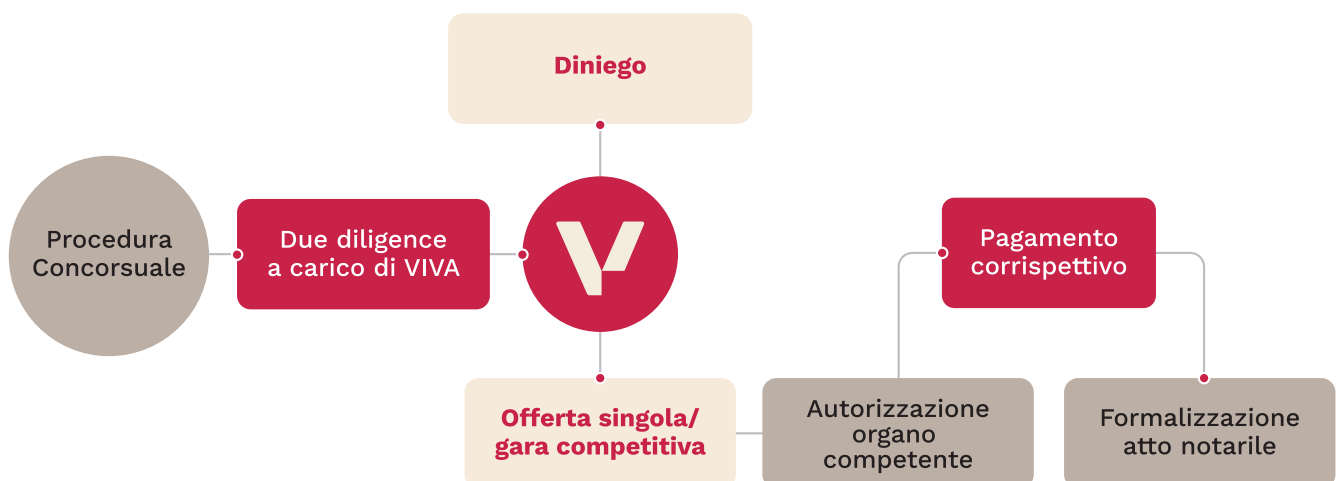 Diniego
Procedura
Concorsuale
Due diligence
a carico di VIVA
Pagamento
corrispettivo
Offerta singola/
gara competitiva
Autorizzazione
organo
competente
Formalizzazione
atto notarile